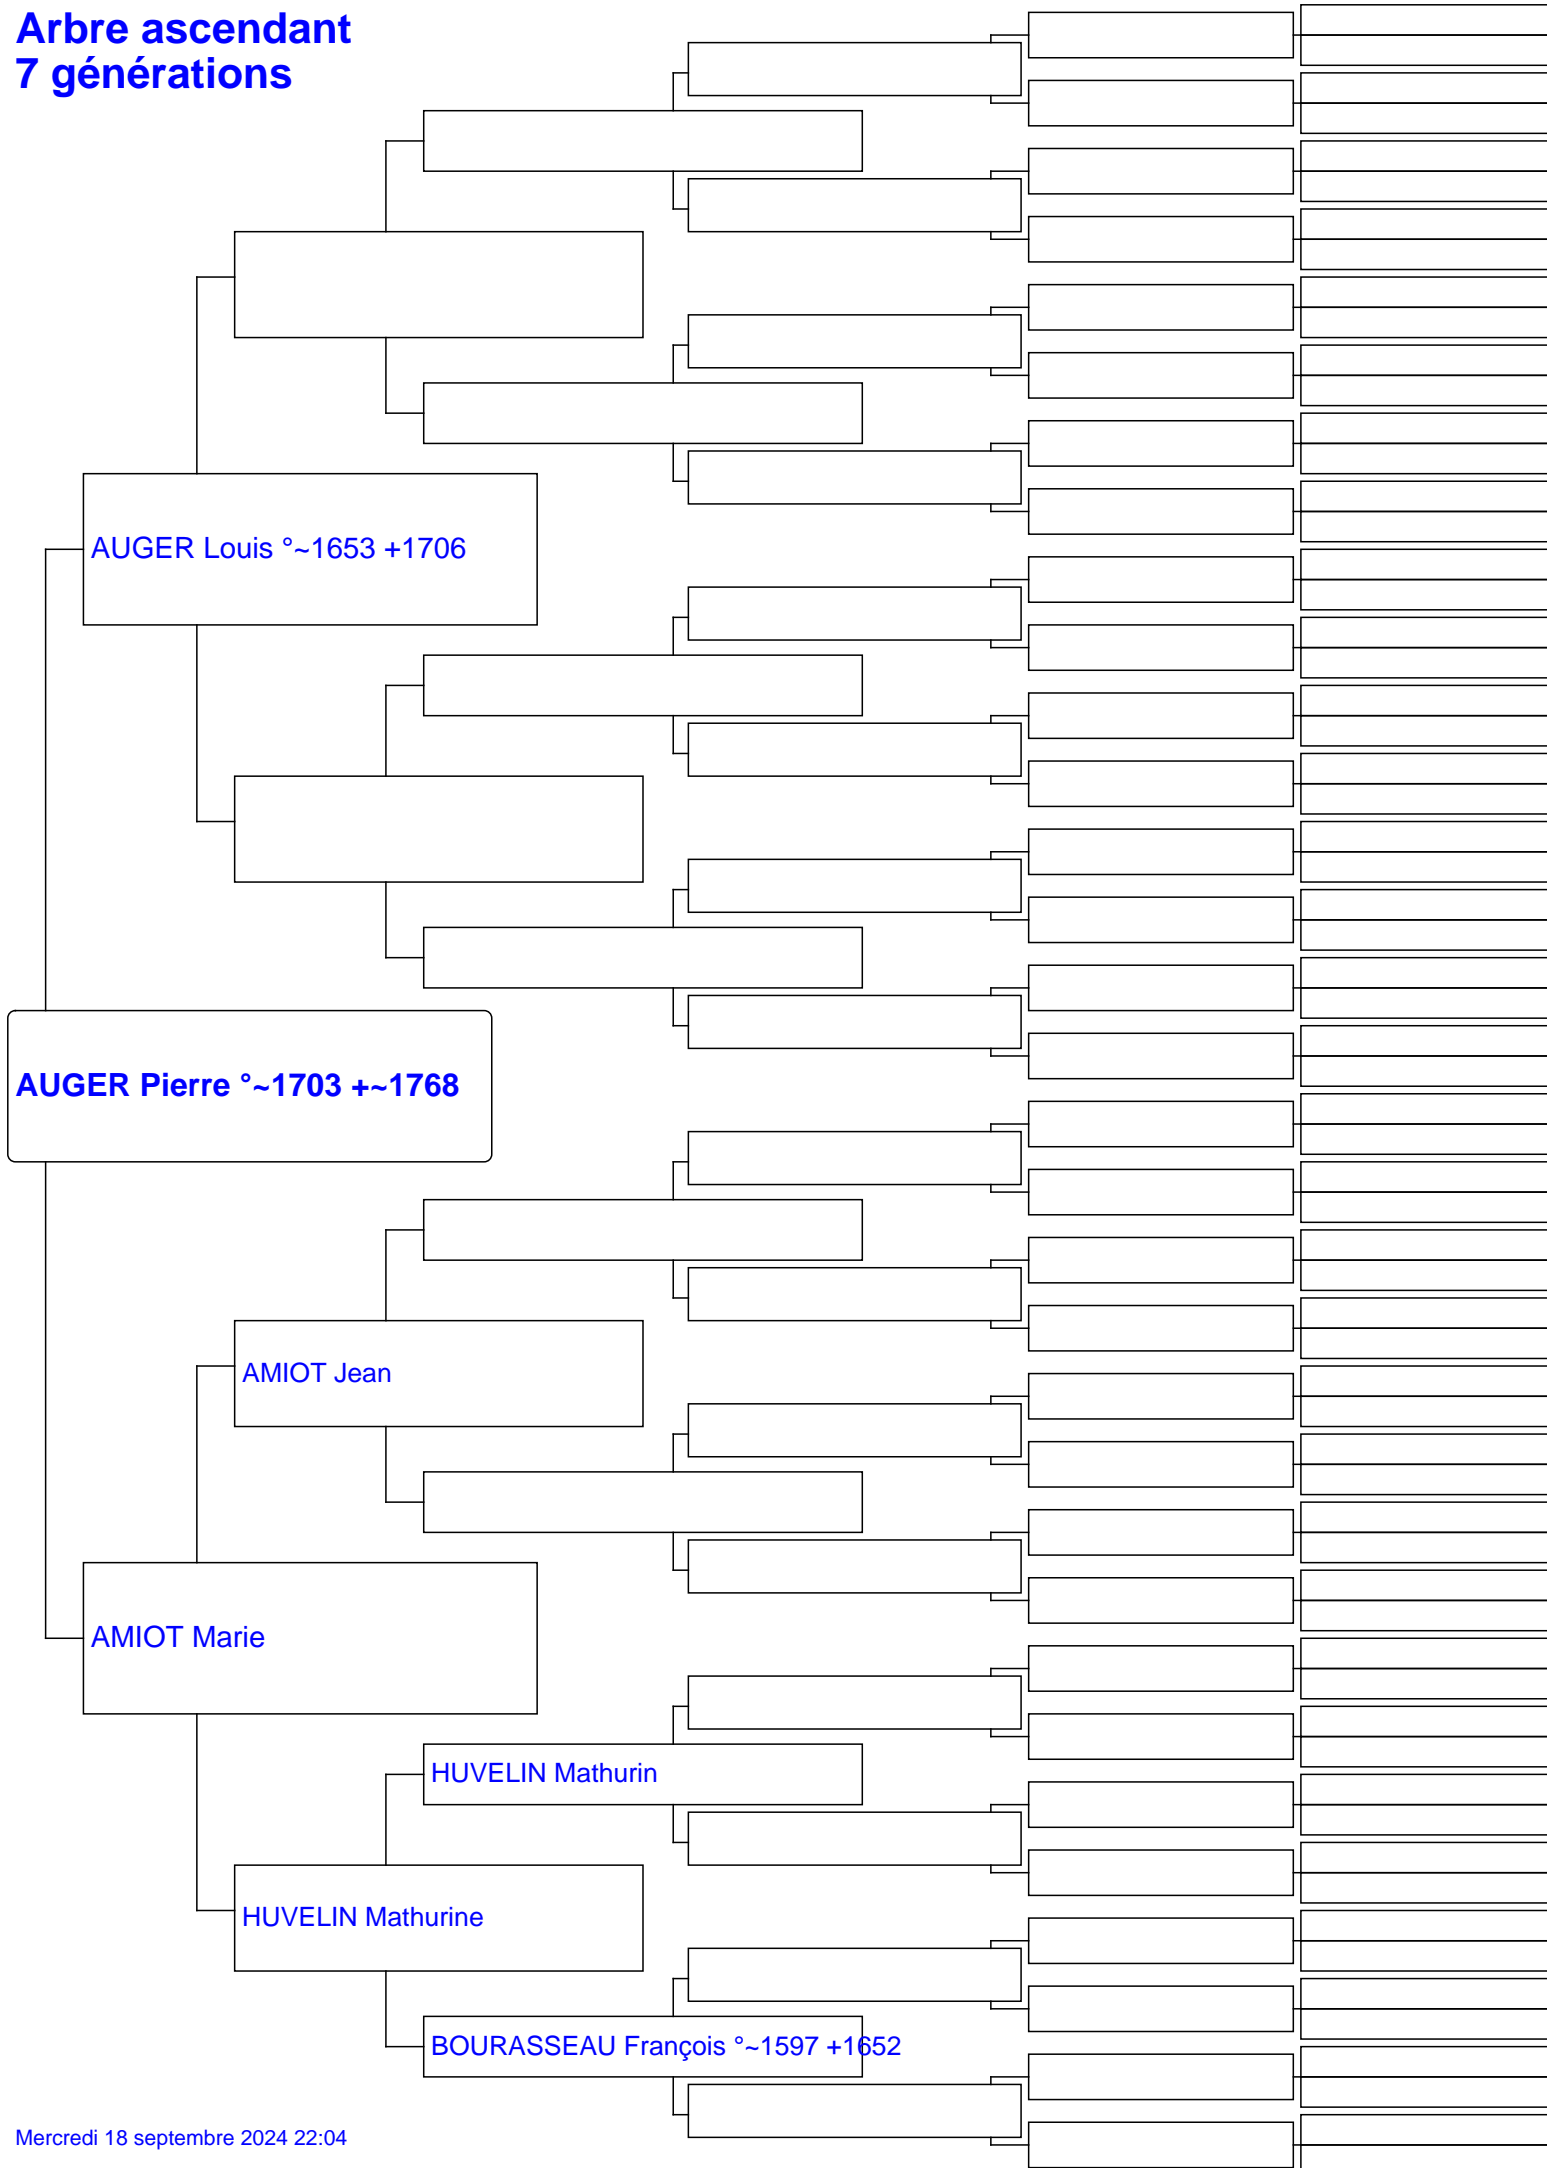 Arbre ascendant
7 générations
AUGER Louis °~1653 +1706
AUGER Pierre °~1703 +~1768
AMIOT Jean
AMIOT Marie
HUVELIN Mathurin
HUVELIN Mathurine
BOURASSEAU François °~1597 +1652
Mercredi 18 septembre 2024 22:04